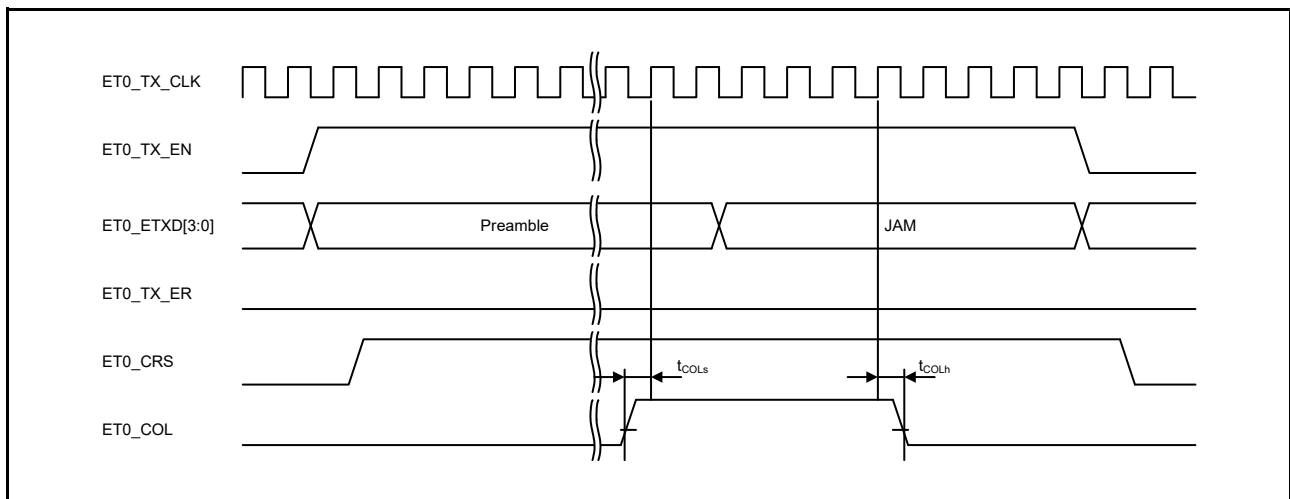 ET0_TX_CLK
ET0_TX_EN
ET0_ETXD[3:0]
Preamble
JAM
ET0_TX_ER
ET0_CRS
tCOLs
tCOLh
ET0_COL